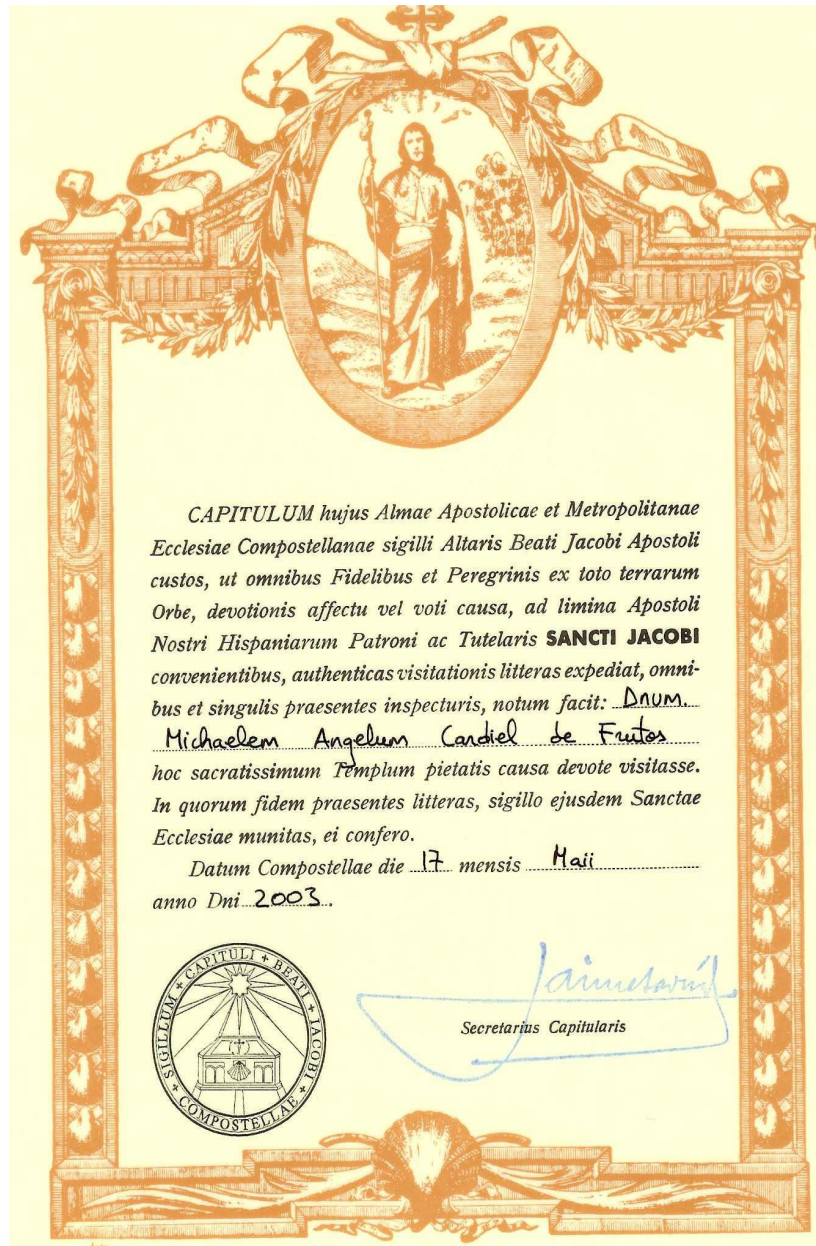 CAPITULUM hujus Almae Apostolicae et Metropolitanae
Ecclesiae Compostellanae sigilli Altaris Beati Jacobi Apostoli
custos, ut omnibus Fidelibus et Peregrinis ex toto terrarum
Orbe, devotionis affectu vel voti causa, ad limina Apostoli
Nostri Hispaniarum Patroni ac Tutelaris SANCTI JACOBI
convenientibus, authenticas visitationis litteras expediat, omni-
bus et singulis praesentes inspecturis, notum facit: Dnum.
Michaelem Angelum Cardiel de Frutos
hoc sacratissimum Templum pietatis causa devote visitasse.
In quorum fidem praesentes litteras, sigillo ejusdem Sanctae
Ecclesiae munitas, ei confero.
Datum Compostellae die 17 mensis Maii
anno Dni 2003.
SIGILLUM + CAPITULI + BEATI + IACOBI + COMPOSTELLAE +
Secretarius Capitularis